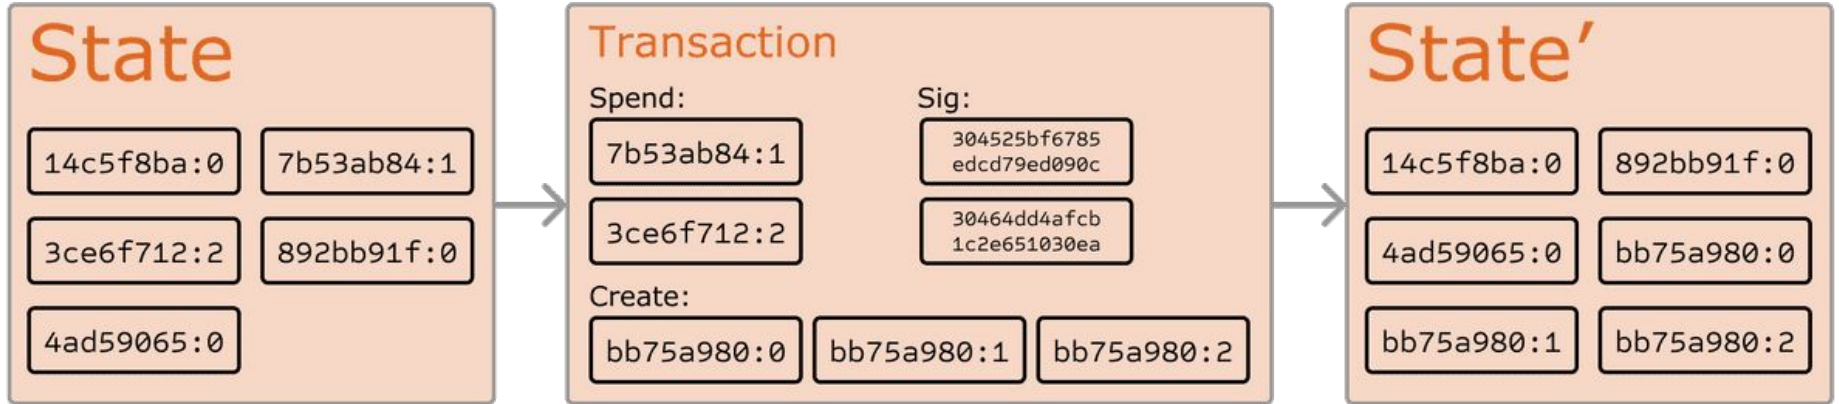 State
14c5f8ba:0
7b53ab84:1
3ce6f712:2
892bb91f:0
4ad59065:0
Transaction
Spend:
7b53ab84:1
3ce6f712:2
Sig:
304525bf6785
edcd79ed090c
30464dd4afcb
1c2e651030ea
Create:
bb75a980:0
bb75a980:1
bb75a980:2
State’
14c5f8ba:0
892bb91f:0
4ad59065:0
bb75a980:0
bb75a980:1
bb75a980:2